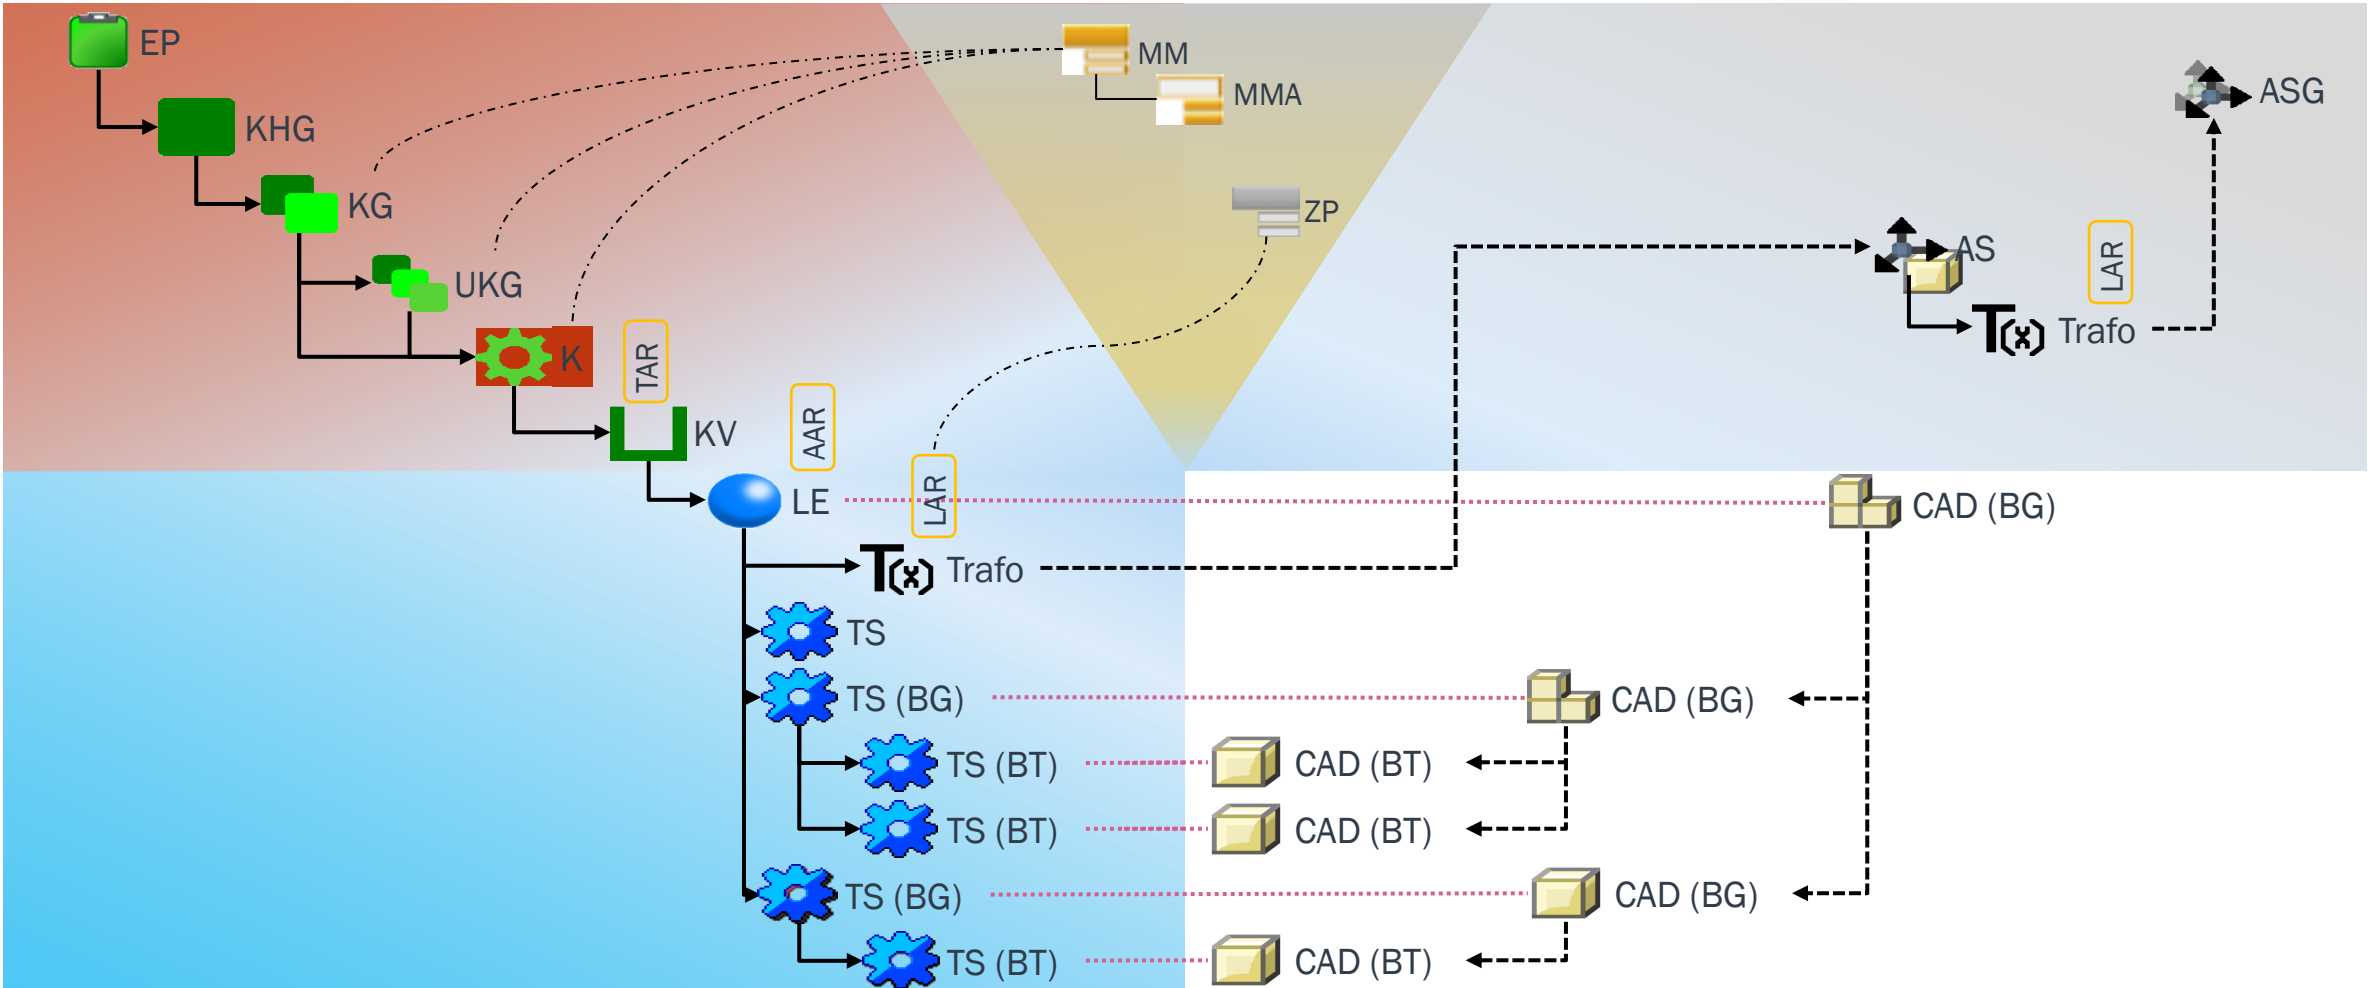 EP
MM
MMA
ASG
KHG
KG
ZP
UKG
AS
LAR
Trafo
K
TAR
KV
AAR
LE
LAR
CAD (BG)
Trafo
TS
TS (BG)
CAD (BG)
TS (BT)
CAD (BT)
TS (BT)
CAD (BT)
TS (BG)
CAD (BG)
TS (BT)
CAD (BT)
T(x)
T(x)